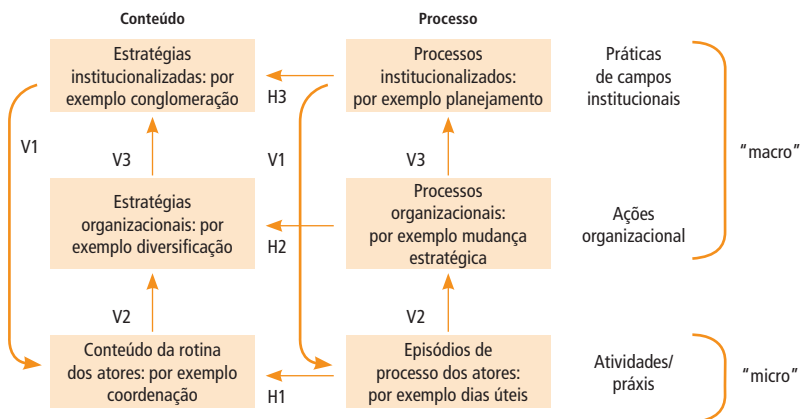 Conteúdo
Processo
Estratégias
institucionalizadas: por
exemplo conglomeração
H3
Processos
institucionalizados:
por exemplo planejamento
Práticas
de campos
institucionais
V1
V3
V1
V3
"macro"
Estratégias
organizacionais: por
exemplo diversificação
H2
Processos
organizacionais:
por exemplo mudança
estratégica
Ações
organizacional
V2
V2
Conteúdo da rotina
dos atores: por exemplo
coordenação
H1
Episódios de
processo dos atores:
por exemplo dias úteis
Atividades/
práxis
"micro"